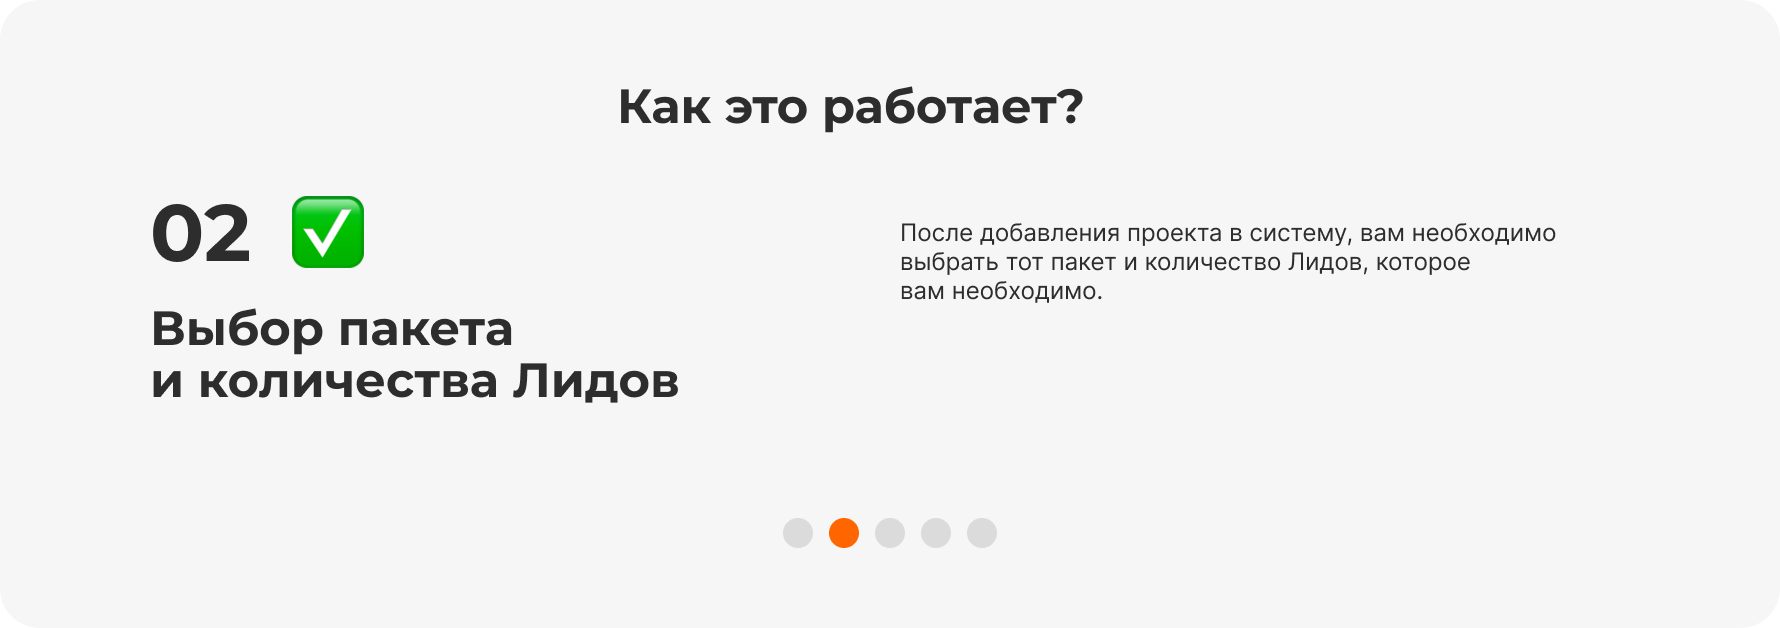 Как это работает?
02 ✅
Выбор пакета
и количества Лидов
После добавления проекта в систему, вам необходимо
выбрать тот пакет и количество Лидов, которое
вам необходимо.